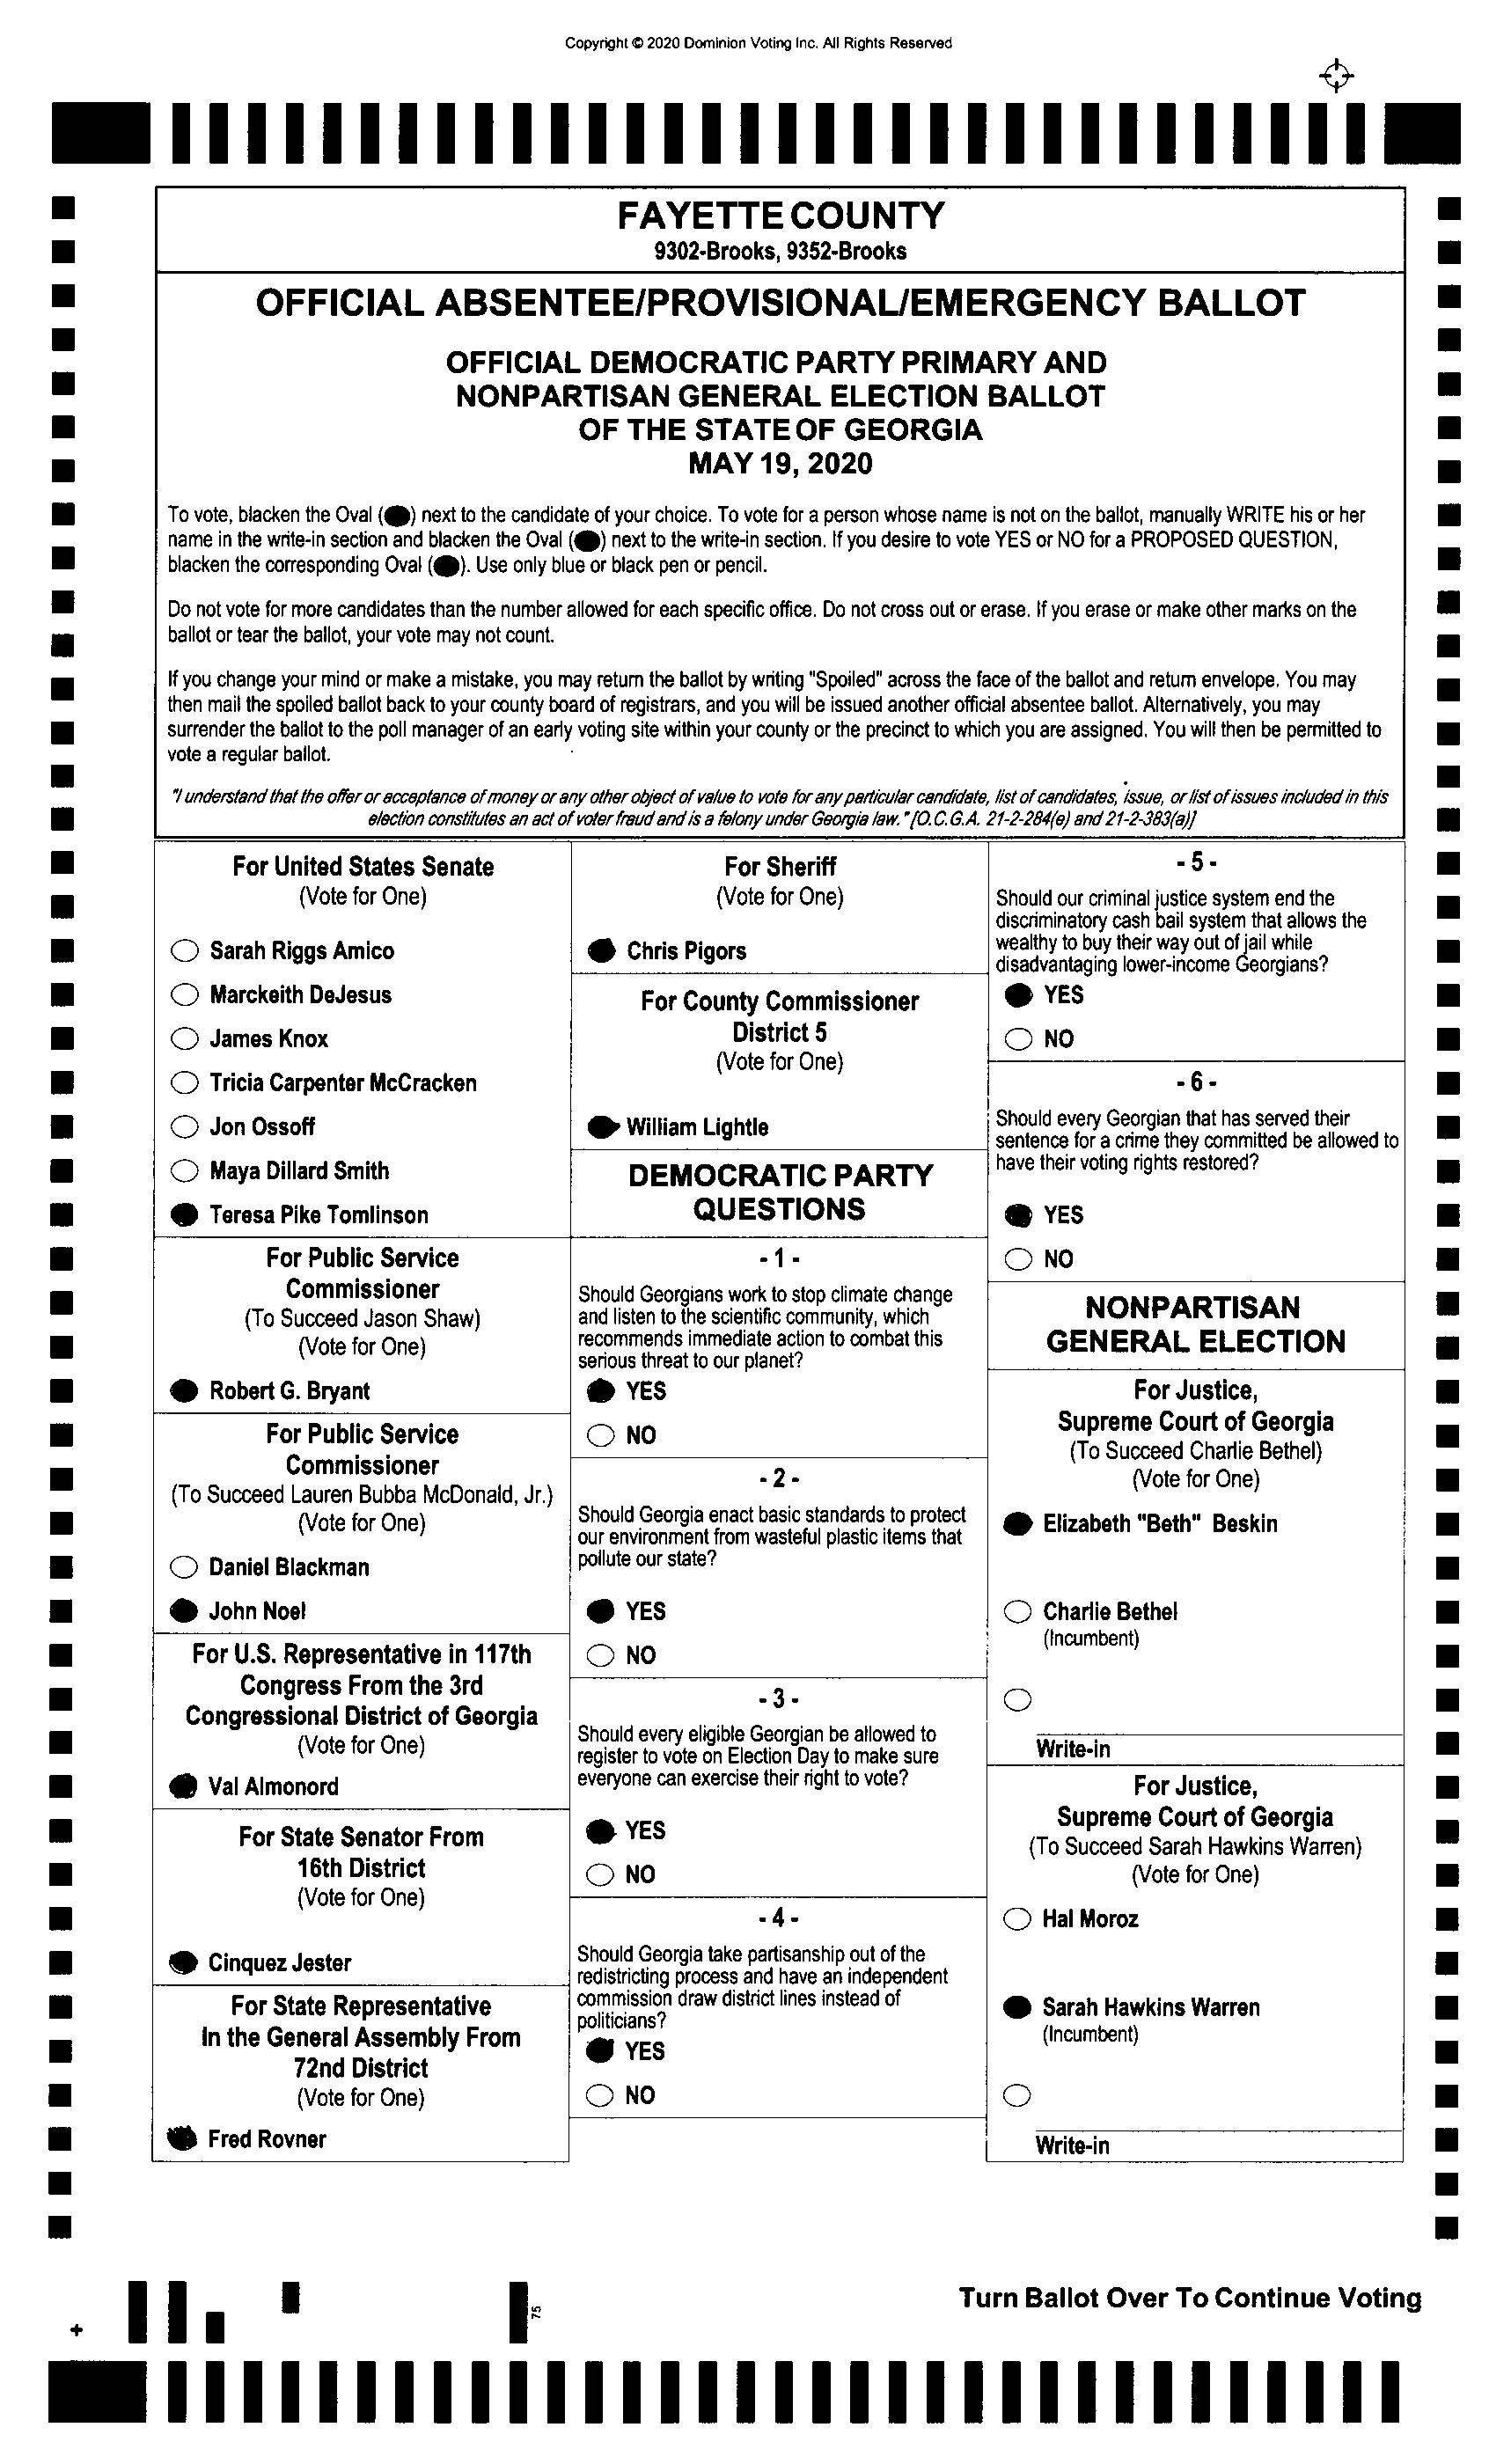 Copyright © 2020 Dominion Voting Inc. All Rights Reserved
FAYETTE COUNTY
9302-Brooks, 9352-Brooks
OFFICIAL ABSENTEE/PROVISIONAL/EMERGENCY BALLOT
OFFICIAL DEMOCRATIC PARTY PRIMARY AND
NONPARTISAN GENERAL ELECTION BALLOT
OF THE STATE OF GEORGIA
MAY 19, 2020
To vote, blacken the Oval () next to the candidate of your choice. To vote for a person whose name is not on the ballot, manually WRITE his or her
name in the write-in section and blacken the Oval () next to the write-in section. If you desire to vote YES or NO for a PROPOSED QUESTION,
blacken the corresponding Oval (). Use only blue or black pen or pencil.
Do not vote for more candidates than the number allowed for each specific office. Do not cross out or erase. If you erase or make other marks on the
ballot or tear the ballot, your vote may not count.
If you change your mind or make a mistake, you may return the ballot by writing "Spoiled" across the face of the ballot and return envelope. You may
then mail the spoiled ballot back to your county board of registrars, and you will be issued another official absentee ballot. Alternatively, you may
surrender the ballot to the poll manager of an early voting site within your county or the precinct to which you are assigned. You will then be permitted to
vote a regular ballot.
"I understand that the offer or acceptance of money or any other object of value to vote for any particular candidate, list of candidates, issue, or list of issues included in this
election constitutes an act of voter fraud and is a felony under Georgia law." [O.C.G.A. 21-2-284(e) and 21-2-383(a)]
For United States Senate
(Vote for One)
Sarah Riggs Amico
Marckeith DeJesus
James Knox
Tricia Carpenter McCracken
Jon Ossoff
Maya Dillard Smith
Teresa Pike Tomlinson
For Public Service
Commissioner
(To Succeed Jason Shaw)
(Vote for One)
Robert G. Bryant
For Public Service
Commissioner
(To Succeed Lauren Bubba McDonald, Jr.)
(Vote for One)
Daniel Blackman
John Noel
For U.S. Representative in 117th
Congress From the 3rd
Congressional District of Georgia
(Vote for One)
Val Almonord
For State Senator From
16th District
(Vote for One)
Cinquez Jester
For State Representative
In the General Assembly From
72nd District
(Vote for One)
Fred Rovner
For Sheriff
(Vote for One)
Chris Pigors
For County Commissioner
District 5
(Vote for One)
William Lightle
DEMOCRATIC PARTY
QUESTIONS
- 1 -
Should Georgians work to stop climate change
and listen to the scientific community, which
recommends immediate action to combat this
serious threat to our planet?
YES
NO
- 2 -
Should Georgia enact basic standards to protect
our environment from wasteful plastic items that
pollute our state?
YES
NO
- 3 -
Should every eligible Georgian be allowed to
register to vote on Election Day to make sure
everyone can exercise their right to vote?
YES
NO
- 4 -
Should Georgia take partisanship out of the
redistricting process and have an independent
commission draw district lines instead of
politicians?
YES
NO
- 5 -
Should our criminal justice system end the
discriminatory cash bail system that allows the
wealthy to buy their way out of jail while
disadvantaging lower-income Georgians?
YES
NO
- 6 -
Should every Georgian that has served their
sentence for a crime they committed be allowed to
have their voting rights restored?
YES
NO
NONPARTISAN
GENERAL ELECTION
For Justice,
Supreme Court of Georgia
(To Succeed Charlie Bethel)
(Vote for One)
Elizabeth "Beth" Beskin
Charlie Bethel
(Incumbent)
Write-in
For Justice,
Supreme Court of Georgia
(To Succeed Sarah Hawkins Warren)
(Vote for One)
Hal Moroz
Sarah Hawkins Warren
(Incumbent)
Write-in
75
Turn Ballot Over To Continue Voting
+